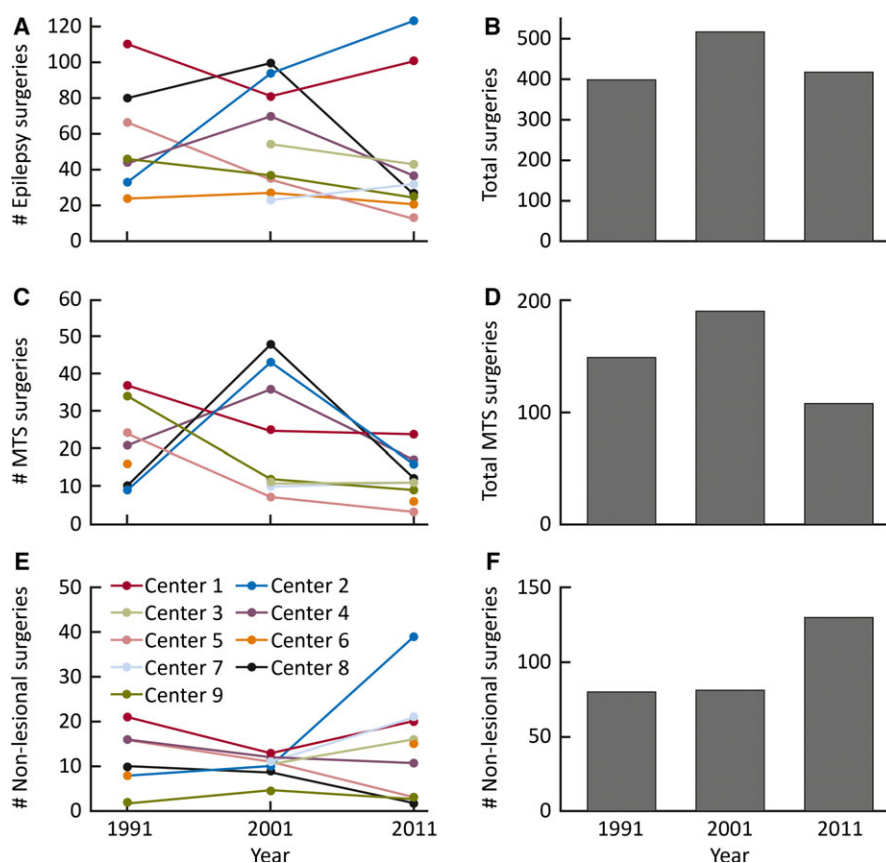 A
# Epilepsy surgeries
120
100
80
60
40
20
0
B
Total surgeries
500
400
300
200
100
0
C
# MTS surgeries
60
50
40
30
20
10
0
D
Total MTS surgeries
200
100
0
E
# Non-lesional surgeries
50
40
30
20
10
0
Center 1 Center 2
Center 3 Center 4
Center 5 Center 6
Center 7 Center 8
Center 9
1991 2001 2011
Year
F
# Non-lesional surgeries
150
100
50
0
1991 2001 2011
Year